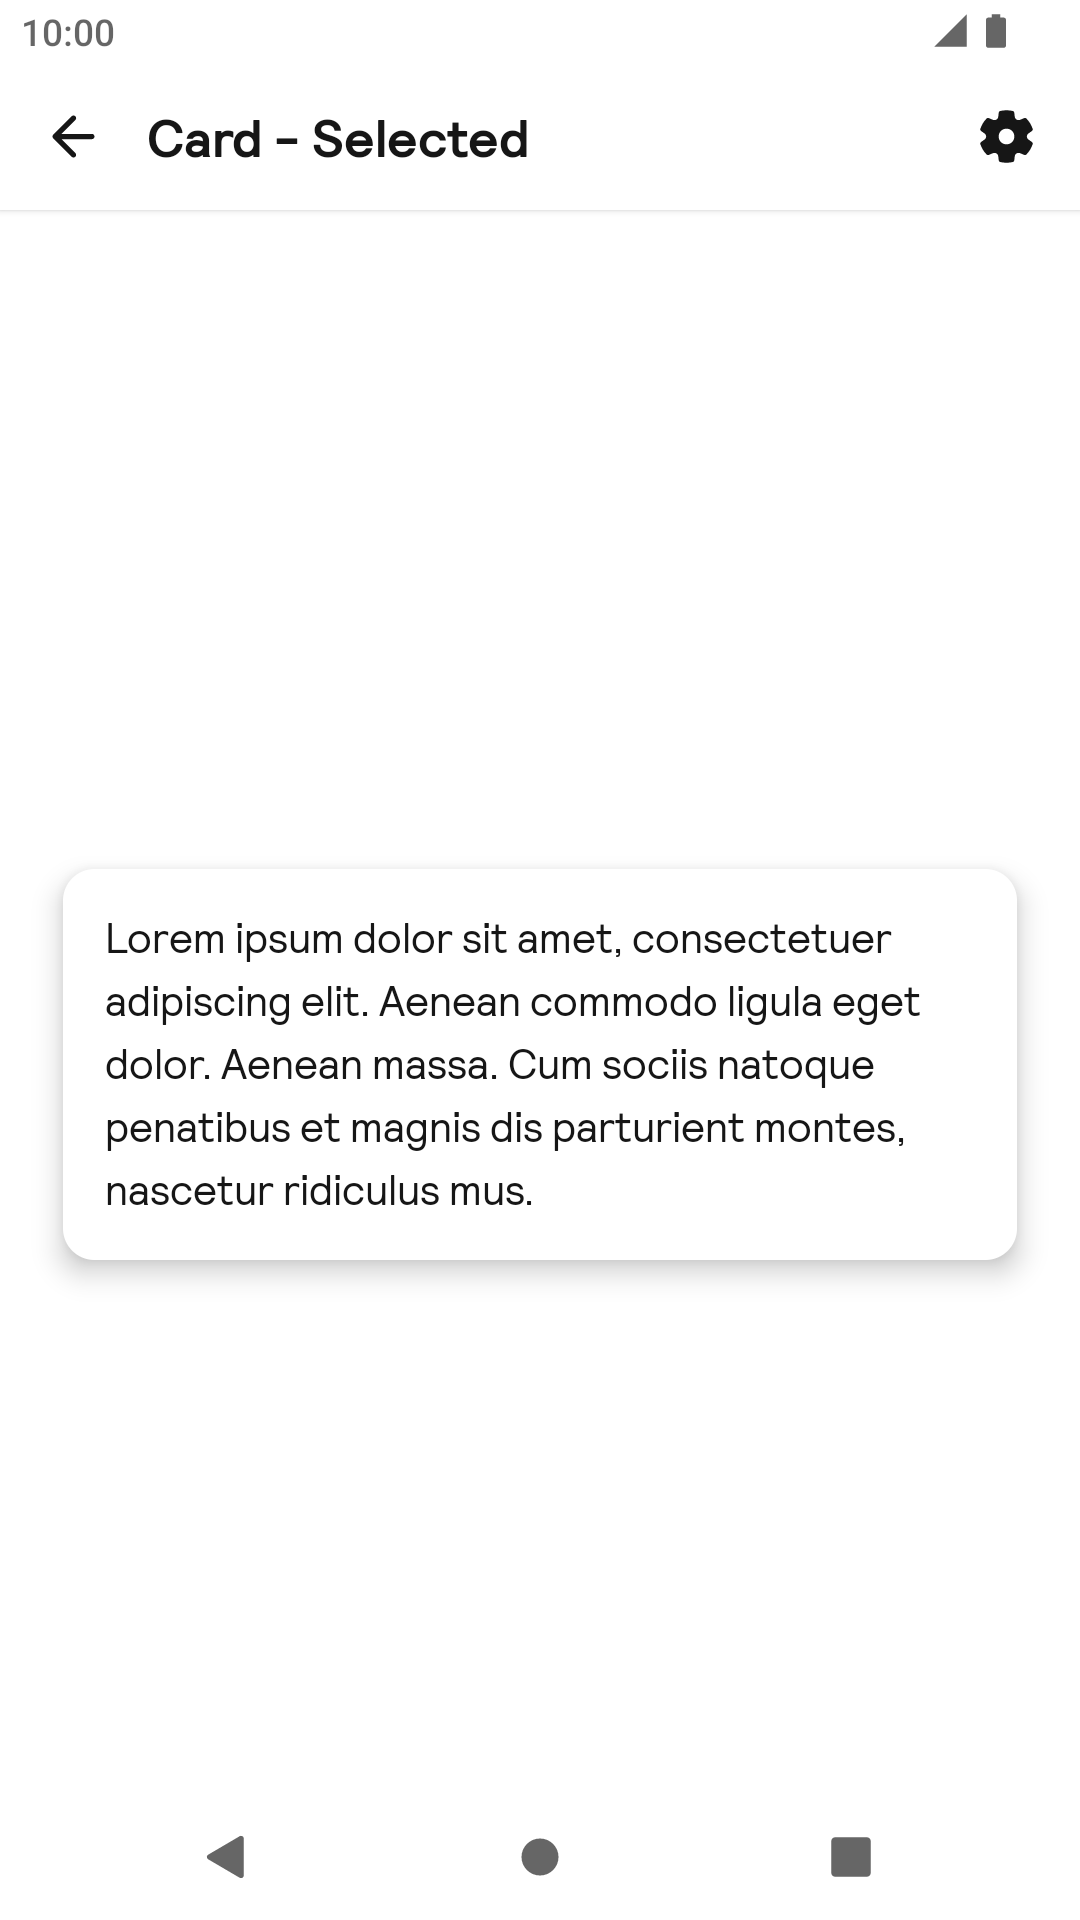 10:00
Card - Selected
Lorem ipsum dolor sit amet, consectetuer
adipiscing elit. Aenean commodo ligula eget
dolor. Aenean massa. Cum sociis natoque
penatibus et magnis dis parturient montes,
nascetur ridiculus mus.